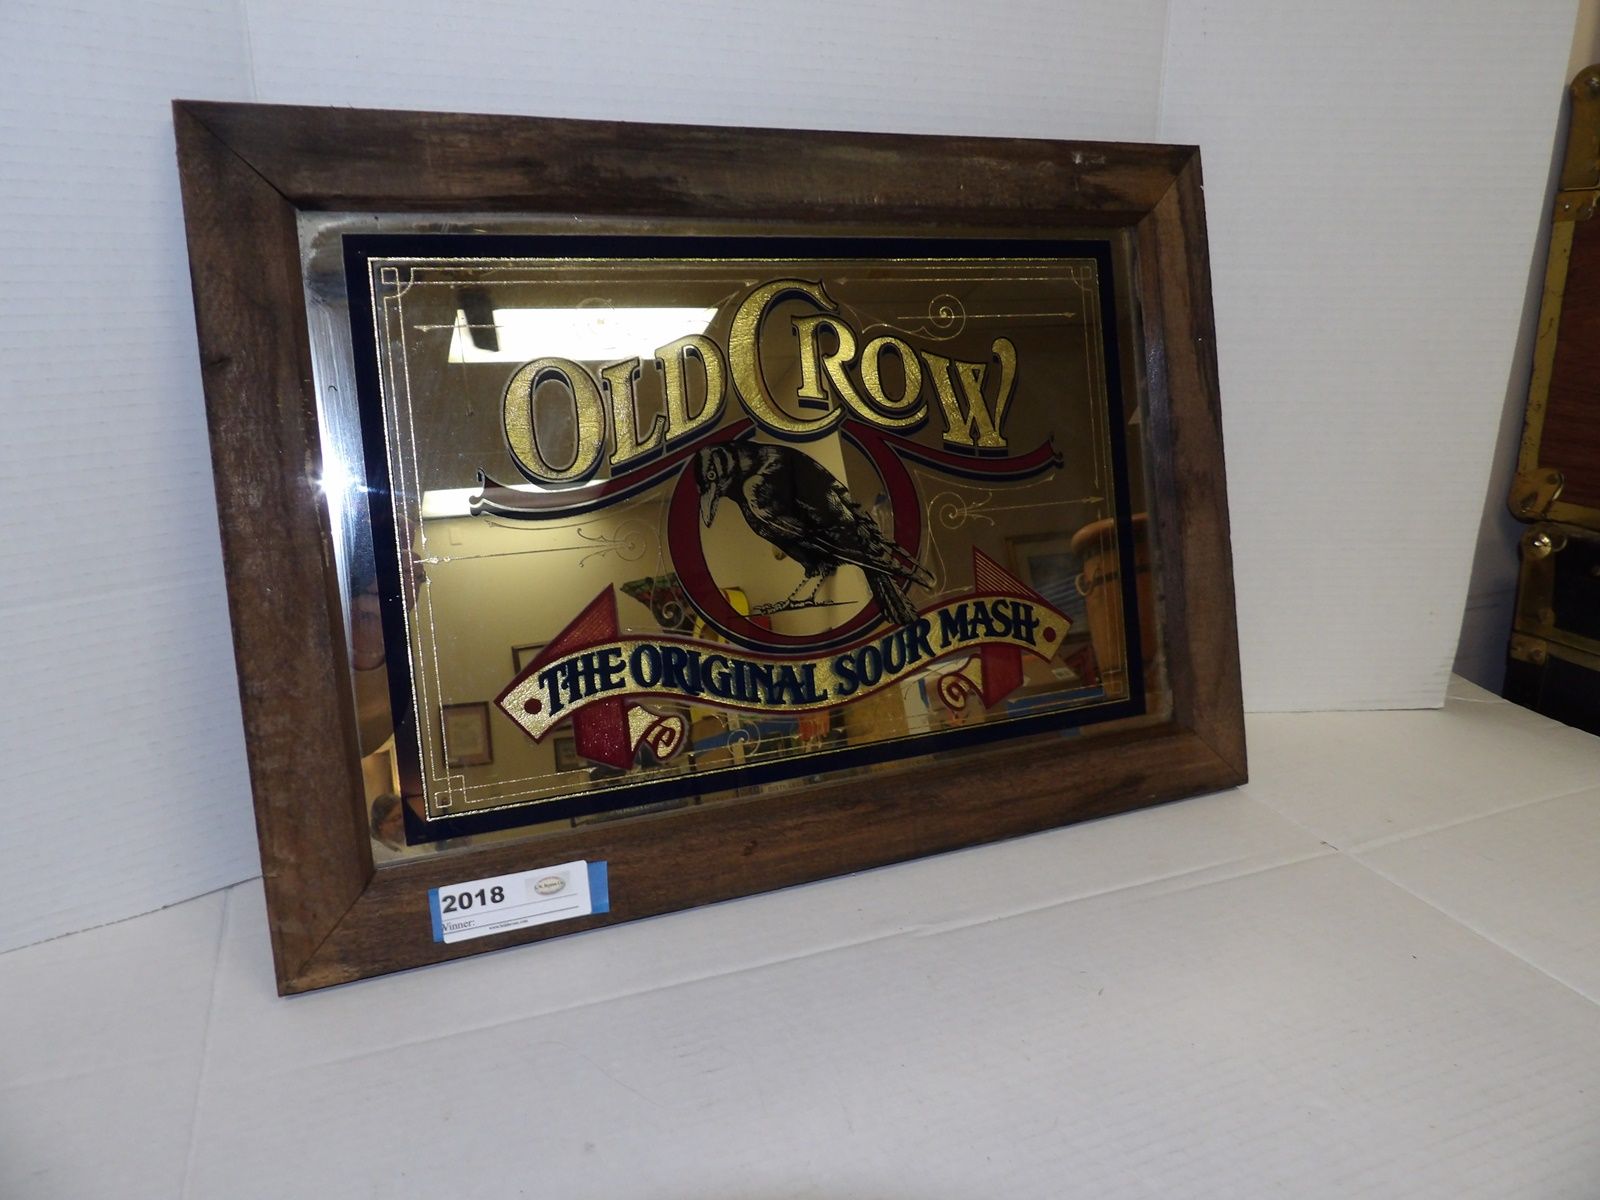 OLD CROW
THE ORIGINAL SOUR MASH
2018
Winner: